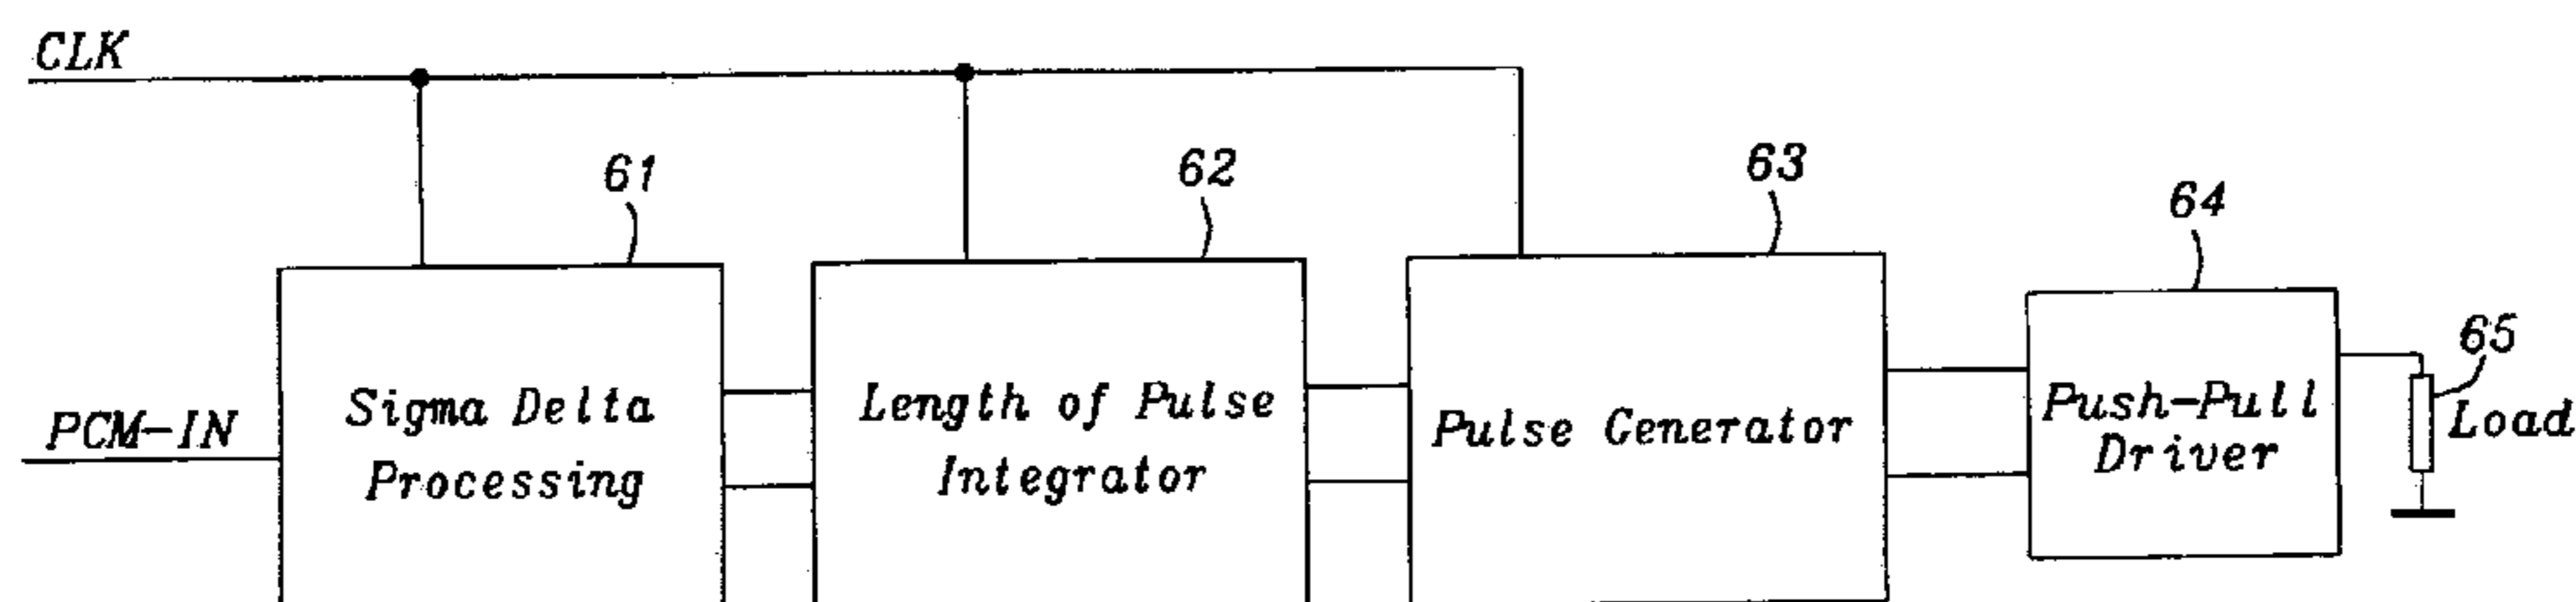 CLK
61
62
63
64
65
PCM-IN
Sigma Delta
Processing
Length of Pulse
Integrator
Pulse Generator
Push-Pull
Driver
Load